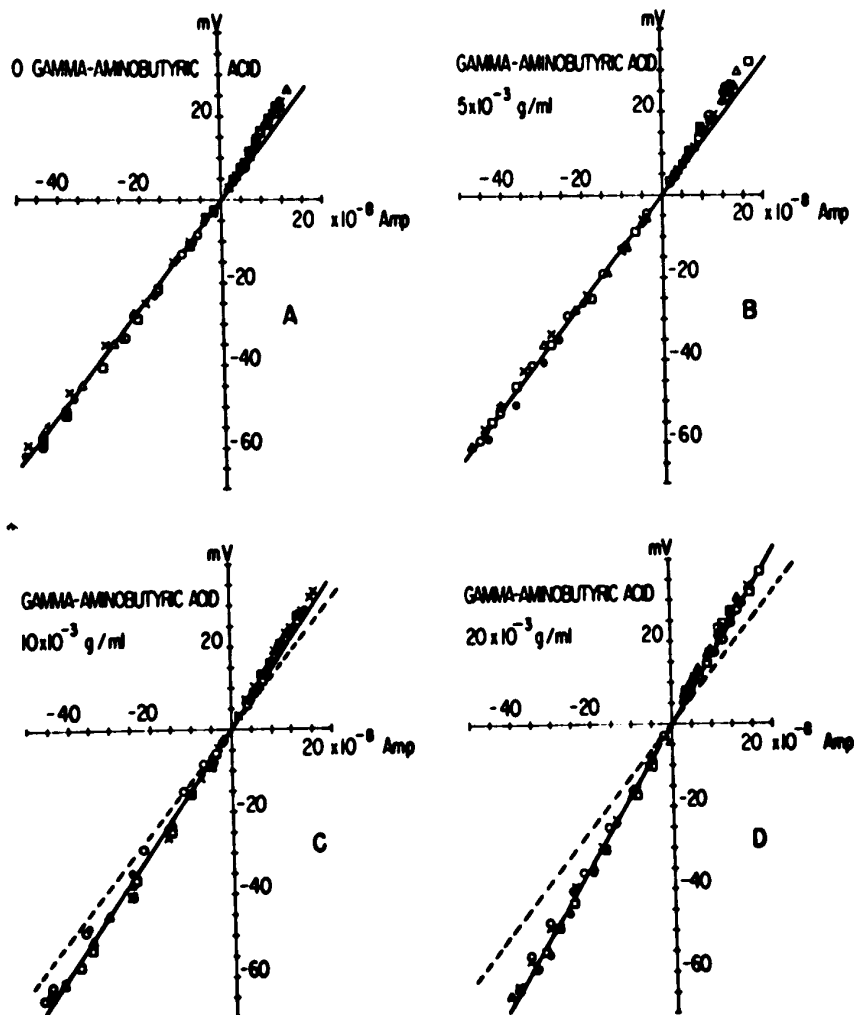 mV
O GAMMA-AMINOBUTYRIC ACID
20
-40 -20
20 x10⁻⁸ Amp
-20
A
-40
-60
mV
GAMMA-AMINOBUTYRIC ACID
5x10⁻³ g/ml
20
-40 -20
20 x10⁻⁸ Amp
-20
B
-40
-60
mV
GAMMA-AMINOBUTYRIC ACID
10x10⁻³ g/ml
20
-40 -20
20 x10⁻⁸ Amp
-20
C
-40
-60
mV
GAMMA-AMINOBUTYRIC ACID
20x10⁻³ g/ml
20
-40 -20
20 x10⁻⁸ Amp
-20
D
-40
-60